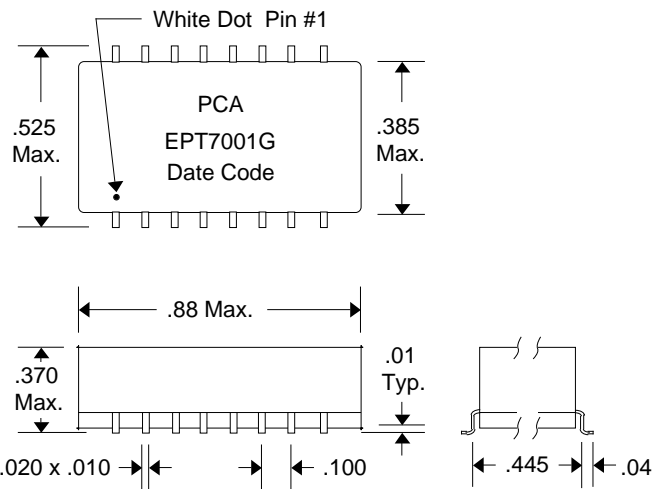 White Dot Pin #1
PCA
EPT7001G
Date Code
.525
Max.
.385
Max.
.88 Max.
.370
Max.
.01
Typ.
.020 x .010
.100
.445
.04